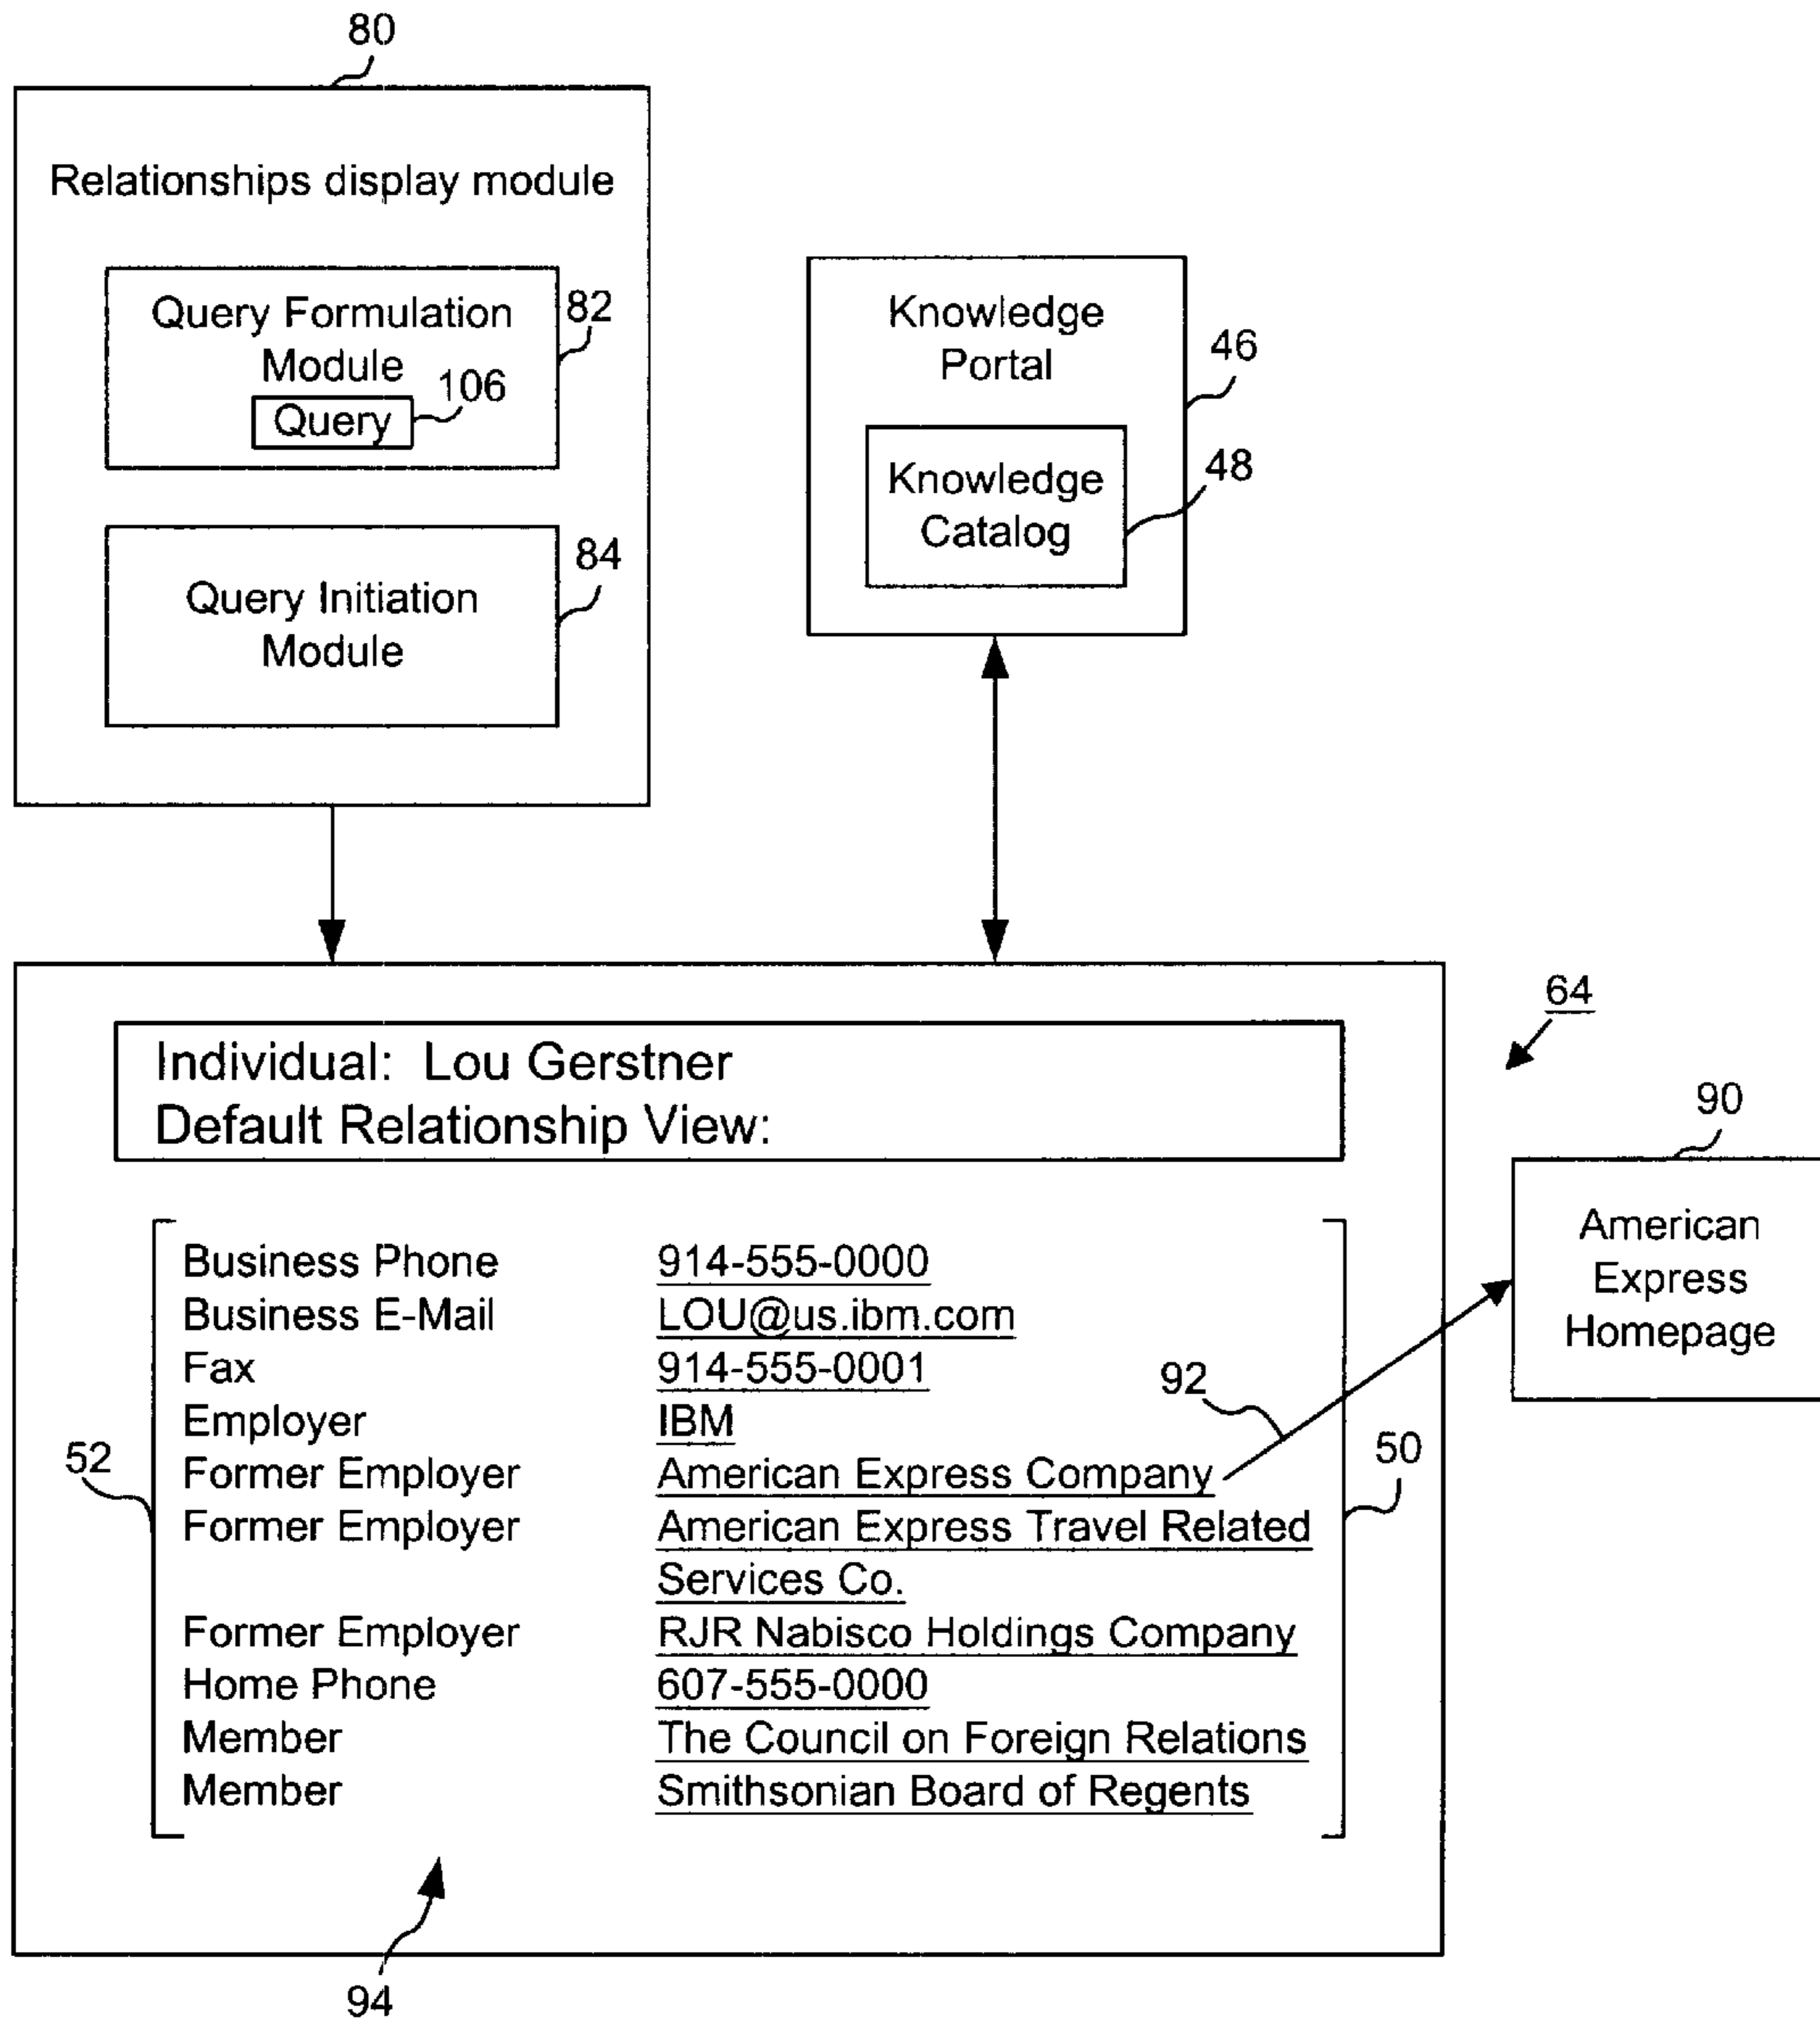 80
Relationships display module
Query Formulation
Module
82
Query
106
Query Initiation
Module
84
Knowledge
Portal
46
Knowledge
Catalog
48
64
Individual: Lou Gerstner
Default Relationship View:
90
American
Express
Homepage
Business Phone 914-555-0000
Business E-Mail LOU@us.ibm.com
Fax 914-555-0001
Employer IBM
Former Employer American Express Company
Former Employer American Express Travel Related
Services Co.
Former Employer RJR Nabisco Holdings Company
Home Phone 607-555-0000
Member The Council on Foreign Relations
Member Smithsonian Board of Regents
92
52
50
94